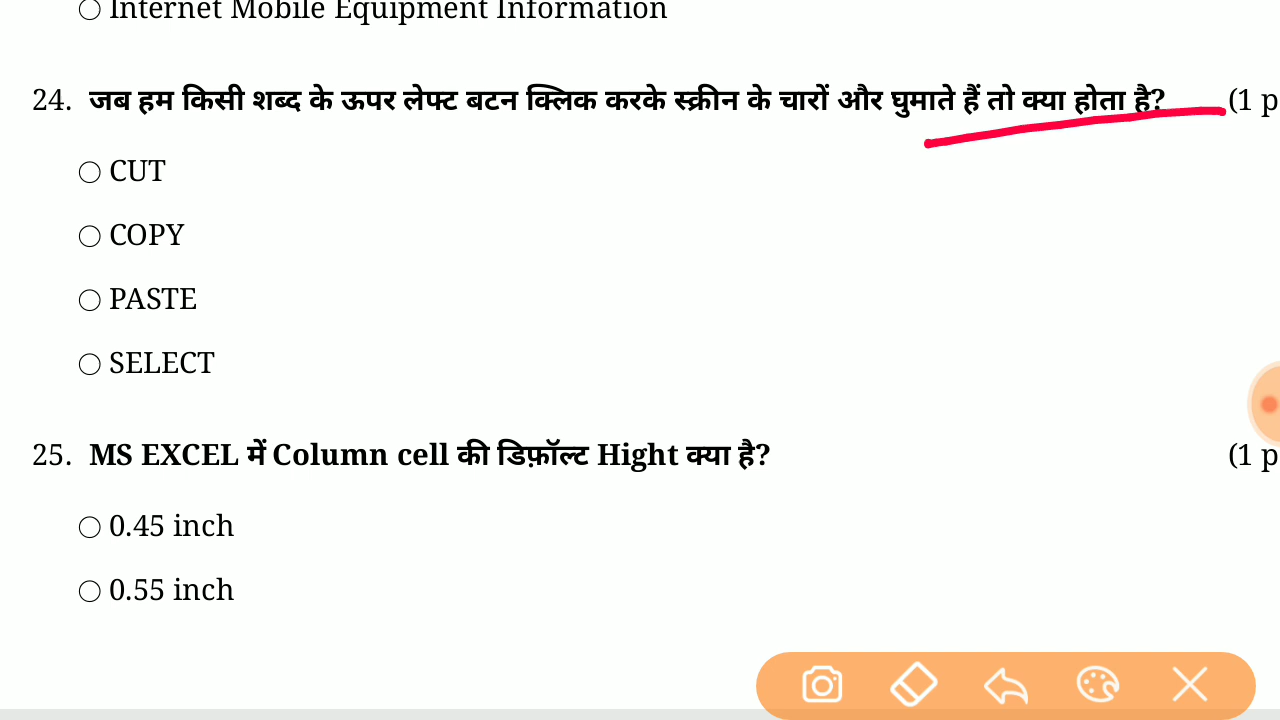 ○ Internet Mobile Equipment Information
24. जब हम किसी शब्द के ऊपर लेफ्ट बटन क्लिक करके स्क्रीन के चारों और घुमाते हैं तो क्या होता है? (1 p
○ CUT
○ COPY
○ PASTE
○ SELECT
25. MS EXCEL में Column cell की डिफ़ॉल्ट Hight क्या है? (1 p
○ 0.45 inch
○ 0.55 inch